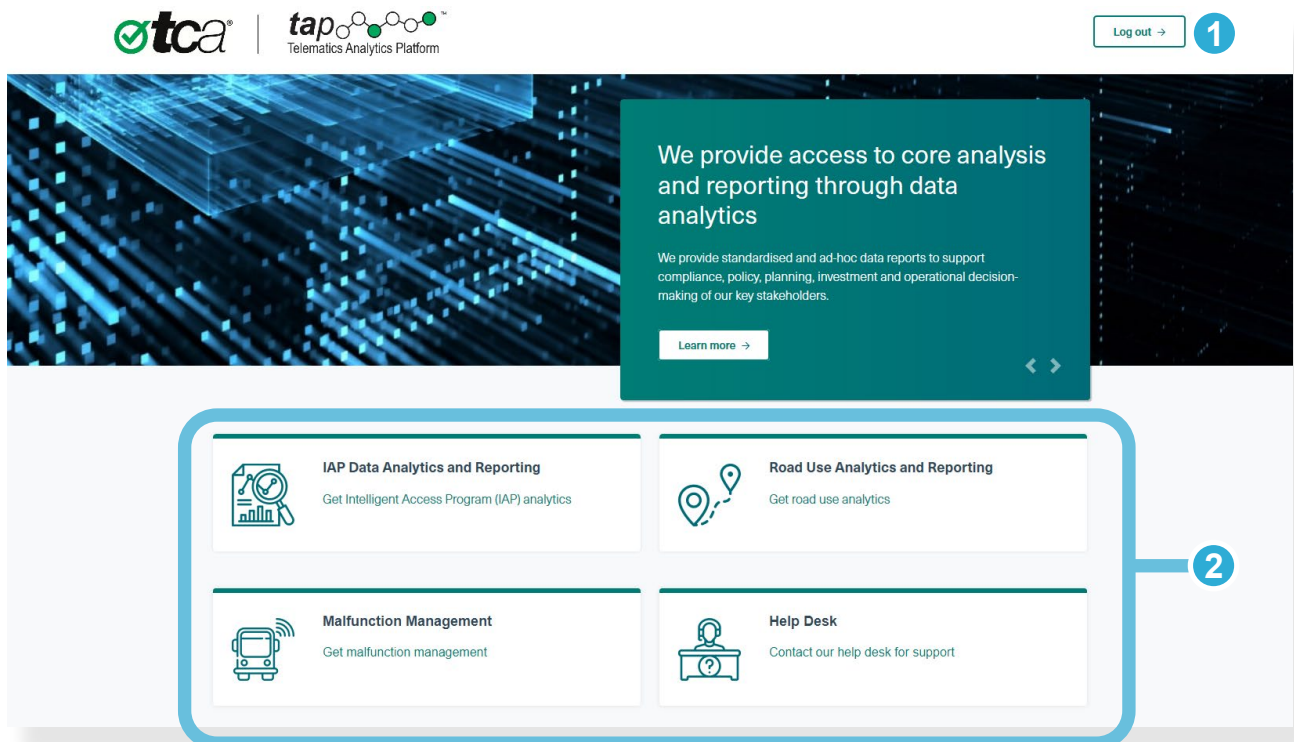 tca®
tap™
Telematics Analytics Platform
Log out →
1
We provide access to core analysis
and reporting through data
analytics
We provide standardised and ad-hoc data reports to support
compliance, policy, planning, investment and operational decision-
making of our key stakeholders.
Learn more →
IAP Data Analytics and Reporting
Get Intelligent Access Program (IAP) analytics
Road Use Analytics and Reporting
Get road use analytics
2
Malfunction Management
Get malfunction management
Help Desk
Contact our help desk for support
?